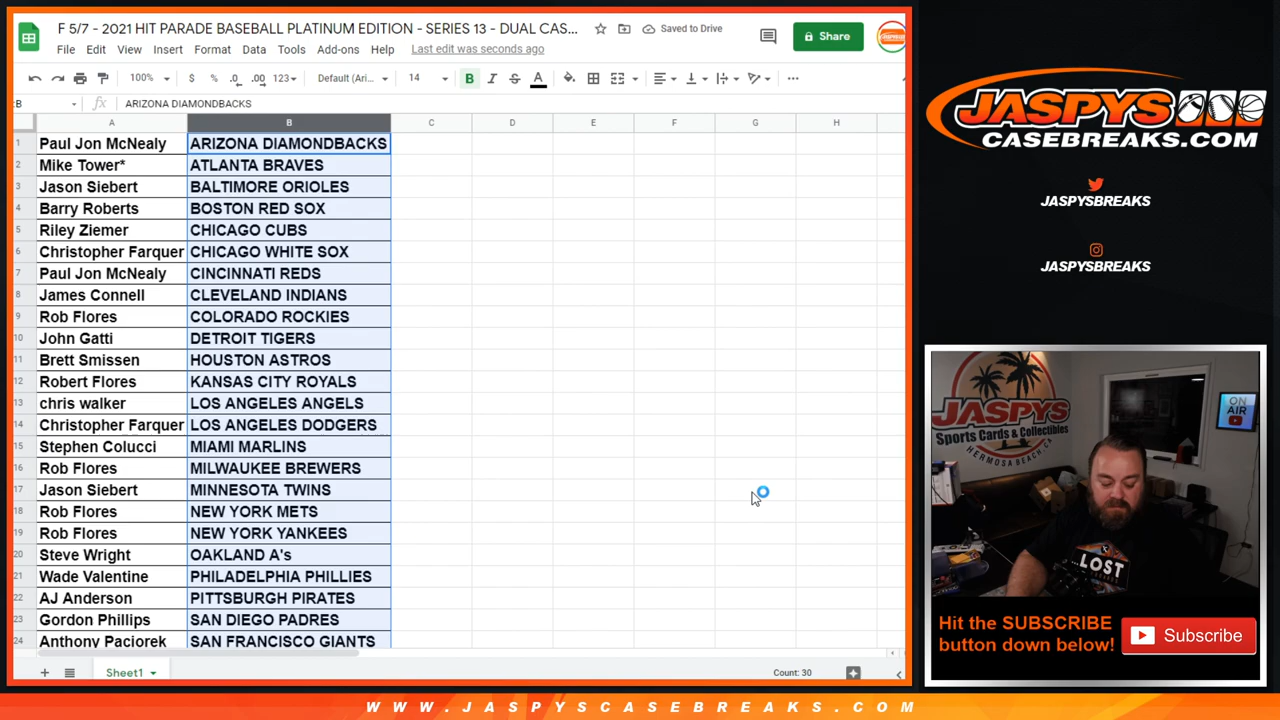 F 5/7 - 2021 HIT PARADE BASEBALL PLATINUM EDITION - SERIES 13 - DUAL CAS...
Saved to Drive
Share
File Edit View Insert Format Data Tools Add-ons Help Last edit was seconds ago
100% $ % .0 .00 123 Default (Ari... 14 B I S A
B fx ARIZONA DIAMONDBACKS
A B C D E F G H
1 Paul Jon McNealy ARIZONA DIAMONDBACKS
2 Mike Tower* ATLANTA BRAVES
3 Jason Siebert BALTIMORE ORIOLES
4 Barry Roberts BOSTON RED SOX
5 Riley Ziemer CHICAGO CUBS
6 Christopher Farquer CHICAGO WHITE SOX
7 Paul Jon McNealy CINCINNATI REDS
8 James Connell CLEVELAND INDIANS
9 Rob Flores COLORADO ROCKIES
10 John Gatti DETROIT TIGERS
11 Brett Smissen HOUSTON ASTROS
12 Robert Flores KANSAS CITY ROYALS
13 chris walker LOS ANGELES ANGELS
14 Christopher Farquer LOS ANGELES DODGERS
15 Stephen Colucci MIAMI MARLINS
16 Rob Flores MILWAUKEE BREWERS
17 Jason Siebert MINNESOTA TWINS
18 Rob Flores NEW YORK METS
19 Rob Flores NEW YORK YANKEES
20 Steve Wright OAKLAND A's
21 Wade Valentine PHILADELPHIA PHILLIES
22 AJ Anderson PITTSBURGH PIRATES
23 Gordon Phillips SAN DIEGO PADRES
24 Anthony Paciorek SAN FRANCISCO GIANTS
Sheet1
Count: 30
JASPYS
CASEBREAKS.COM
JASPYSBREAKS
JASPYSBREAKS
JASPYS
Sports Cards & Collectibles
HERMOSA BEACH, CA
ON
AIR
LOST
Hit the SUBSCRIBE
button down below!
Subscribe
WWW.JASPYSCASEBREAKS.COM